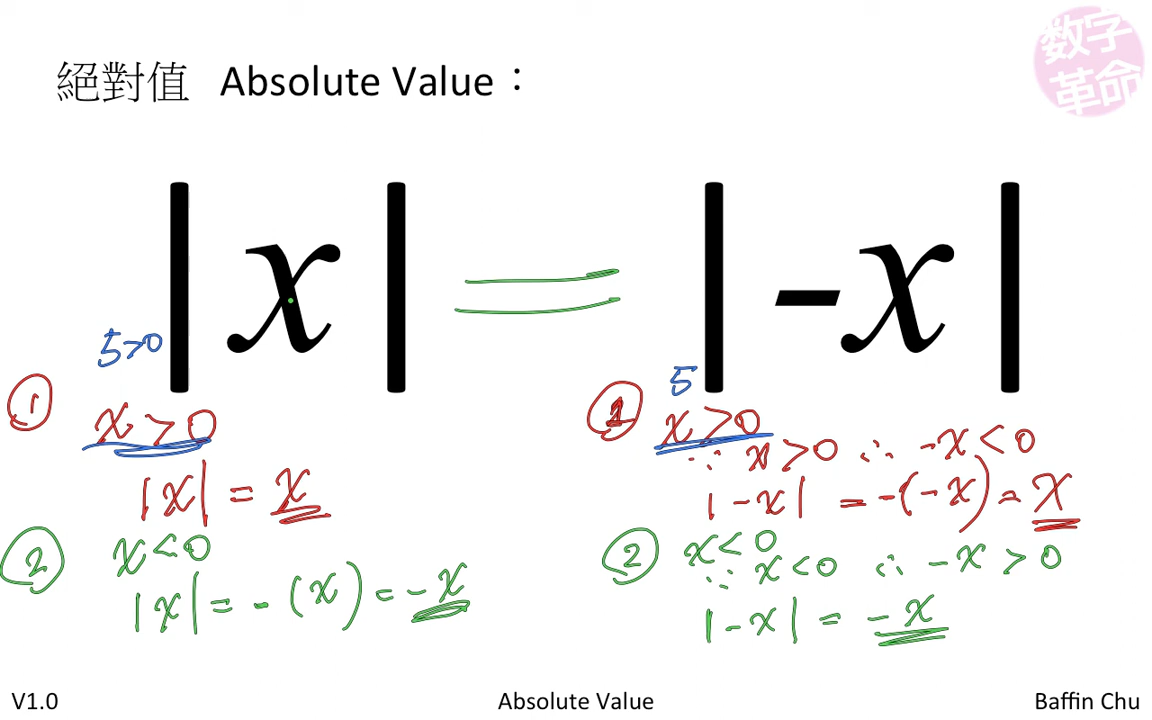 数字
革命
絕對值 Absolute Value：
|x| = |-x|
5>0
5
① x>0
|x| = x
② x<0
|x| = -(x) = -x
① x>0
∵ x>0 ∴ -x<0
|-x| = -(-x) = x
② x<0
∵ x<0 ∴ -x>0
|-x| = -x
V1.0 Absolute Value Baffin Chu